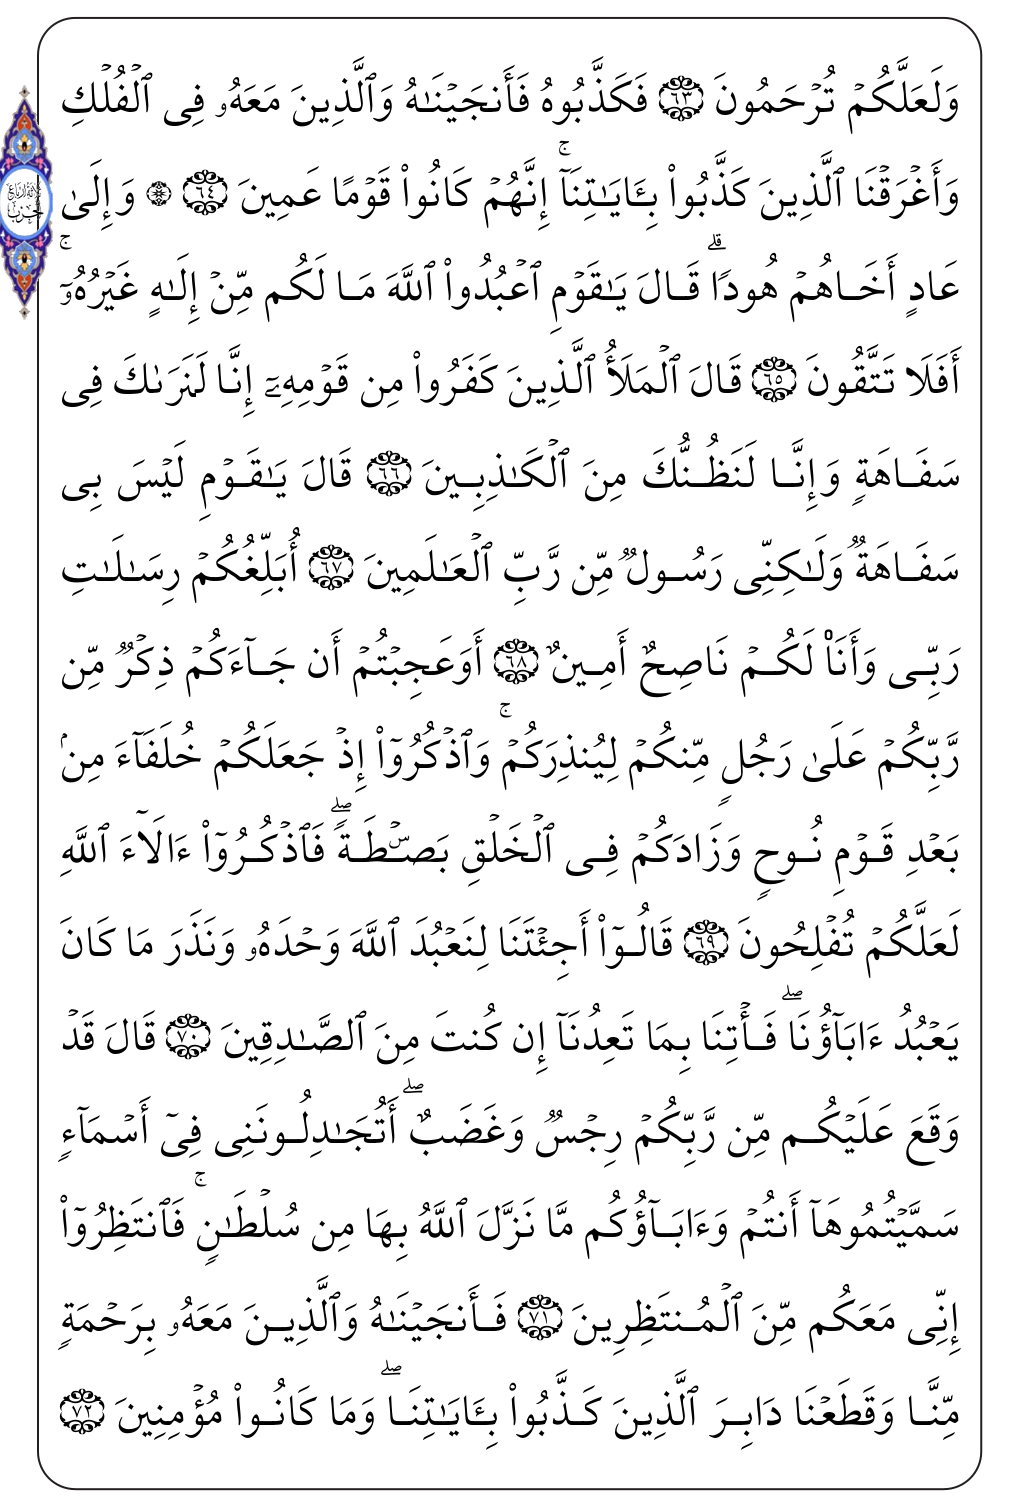 وَلَعَلَّكُمْ تُرْحَمُونَ ٦٣ فَكَذَّبُوهُ فَأَنجَيْنَـٰهُ وَٱلَّذِينَ مَعَهُۥ فِى ٱلْفُلْكِ
وَأَغْرَقْنَا ٱلَّذِينَ كَذَّبُوا۟ بِـَٔايَـٰتِنَآ ۚ إِنَّهُمْ كَانُوا۟ قَوْمًا عَمِينَ ٦٤ ۞ وَإِلَىٰ
عَادٍ أَخَاهُمْ هُودًا ۗ قَالَ يَـٰقَوْمِ ٱعْبُدُوا۟ ٱللَّهَ مَا لَكُم مِّنْ إِلَـٰهٍ غَيْرُهُۥٓ ۚ
أَفَلَا تَتَّقُونَ ٦٥ قَالَ ٱلْمَلَأُ ٱلَّذِينَ كَفَرُوا۟ مِن قَوْمِهِۦٓ إِنَّا لَنَرَىٰكَ فِى
سَفَاهَةٍ وَإِنَّا لَنَظُنُّكَ مِنَ ٱلْكَـٰذِبِينَ ٦٦ قَالَ يَـٰقَوْمِ لَيْسَ بِى
سَفَاهَةٌ وَلَـٰكِنِّى رَسُولٌ مِّن رَّبِّ ٱلْعَـٰلَمِينَ ٦٧ أُبَلِّغُكُمْ رِسَـٰلَـٰتِ
رَبِّى وَأَنَا۠ لَكُمْ نَاصِحٌ أَمِينٌ ٦٨ أَوَعَجِبْتُمْ أَن جَآءَكُمْ ذِكْرٌ مِّن
رَّبِّكُمْ عَلَىٰ رَجُلٍ مِّنكُمْ لِيُنذِرَكُمْ ۚ وَٱذْكُرُوٓا۟ إِذْ جَعَلَكُمْ خُلَفَآءَ مِنۢ
بَعْدِ قَوْمِ نُوحٍ وَزَادَكُمْ فِى ٱلْخَلْقِ بَصْۜطَةً ۖ فَٱذْكُرُوٓا۟ ءَالَآءَ ٱللَّهِ
لَعَلَّكُمْ تُفْلِحُونَ ٦٩ قَالُوٓا۟ أَجِئْتَنَا لِنَعْبُدَ ٱللَّهَ وَحْدَهُۥ وَنَذَرَ مَا كَانَ
يَعْبُدُ ءَابَآؤُنَا ۖ فَأْتِنَا بِمَا تَعِدُنَآ إِن كُنتَ مِنَ ٱلصَّـٰدِقِينَ ٧٠ قَالَ قَدْ
وَقَعَ عَلَيْكُم مِّن رَّبِّكُمْ رِجْسٌ وَغَضَبٌ ۖ أَتُجَـٰدِلُونَنِى فِىٓ أَسْمَآءٍ
سَمَّيْتُمُوهَآ أَنتُمْ وَءَابَآؤُكُم مَّا نَزَّلَ ٱللَّهُ بِهَا مِن سُلْطَـٰنٍ ۚ فَٱنتَظِرُوٓا۟
إِنِّى مَعَكُم مِّنَ ٱلْمُنتَظِرِينَ ٧١ فَأَنجَيْنَـٰهُ وَٱلَّذِينَ مَعَهُۥ بِرَحْمَةٍ
مِّنَّا وَقَطَعْنَا دَابِرَ ٱلَّذِينَ كَذَّبُوا۟ بِـَٔايَـٰتِنَا ۖ وَمَا كَانُوا۟ مُؤْمِنِينَ ٧٢